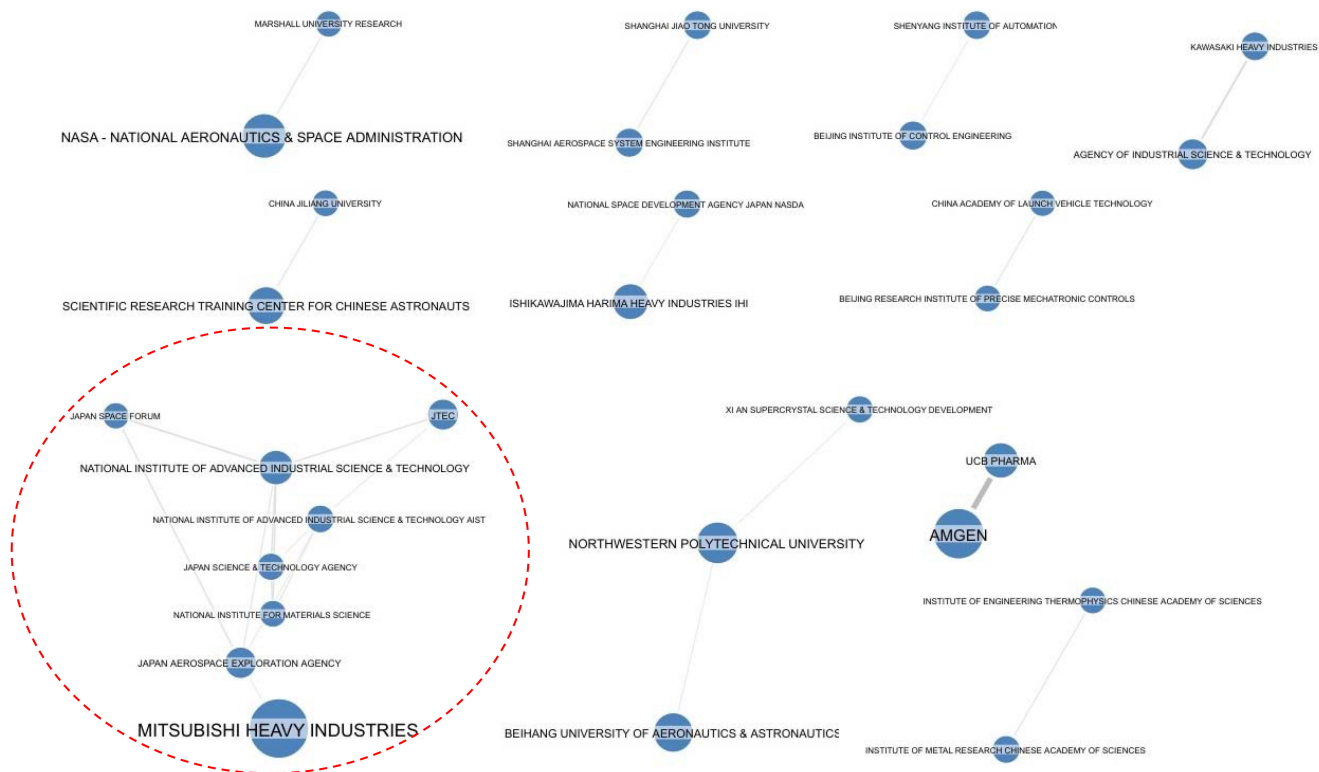 MARSHALL UNIVERSITY RESEARCH
SHANGHAI JIAO TONG UNIVERSITY
SHENYANG INSTITUTE OF AUTOMATION
KAWASAKI HEAVY INDUSTRIES
NASA - NATIONAL AERONAUTICS & SPACE ADMINISTRATION
SHANGHAI AEROSPACE SYSTEM ENGINEERING INSTITUTE
BEIJING INSTITUTE OF CONTROL ENGINEERING
AGENCY OF INDUSTRIAL SCIENCE & TECHNOLOGY
CHINA JILIANG UNIVERSITY
NATIONAL SPACE DEVELOPMENT AGENCY JAPAN NASDA
CHINA ACADEMY OF LAUNCH VEHICLE TECHNOLOGY
SCIENTIFIC RESEARCH TRAINING CENTER FOR CHINESE ASTRONAUTS
ISHIKAWAJIMA HARIMA HEAVY INDUSTRIES IHI
BEIJING RESEARCH INSTITUTE OF PRECISE MECHATRONIC CONTROLS
JAPAN SPACE FORUM
JTEC
NATIONAL INSTITUTE OF ADVANCED INDUSTRIAL SCIENCE & TECHNOLOGY
NATIONAL INSTITUTE OF ADVANCED INDUSTRIAL SCIENCE & TECHNOLOGY AIST
JAPAN SCIENCE & TECHNOLOGY AGENCY
NATIONAL INSTITUTE FOR MATERIALS SCIENCE
JAPAN AEROSPACE EXPLORATION AGENCY
MITSUBISHI HEAVY INDUSTRIES
XI AN SUPERCRYSTAL SCIENCE & TECHNOLOGY DEVELOPMENT
NORTHWESTERN POLYTECHNICAL UNIVERSITY
BEIHANG UNIVERSITY OF AERONAUTICS & ASTRONAUTICS
UCB PHARMA
AMGEN
INSTITUTE OF ENGINEERING THERMOPHYSICS CHINESE ACADEMY OF SCIENCES
INSTITUTE OF METAL RESEARCH CHINESE ACADEMY OF SCIENCES